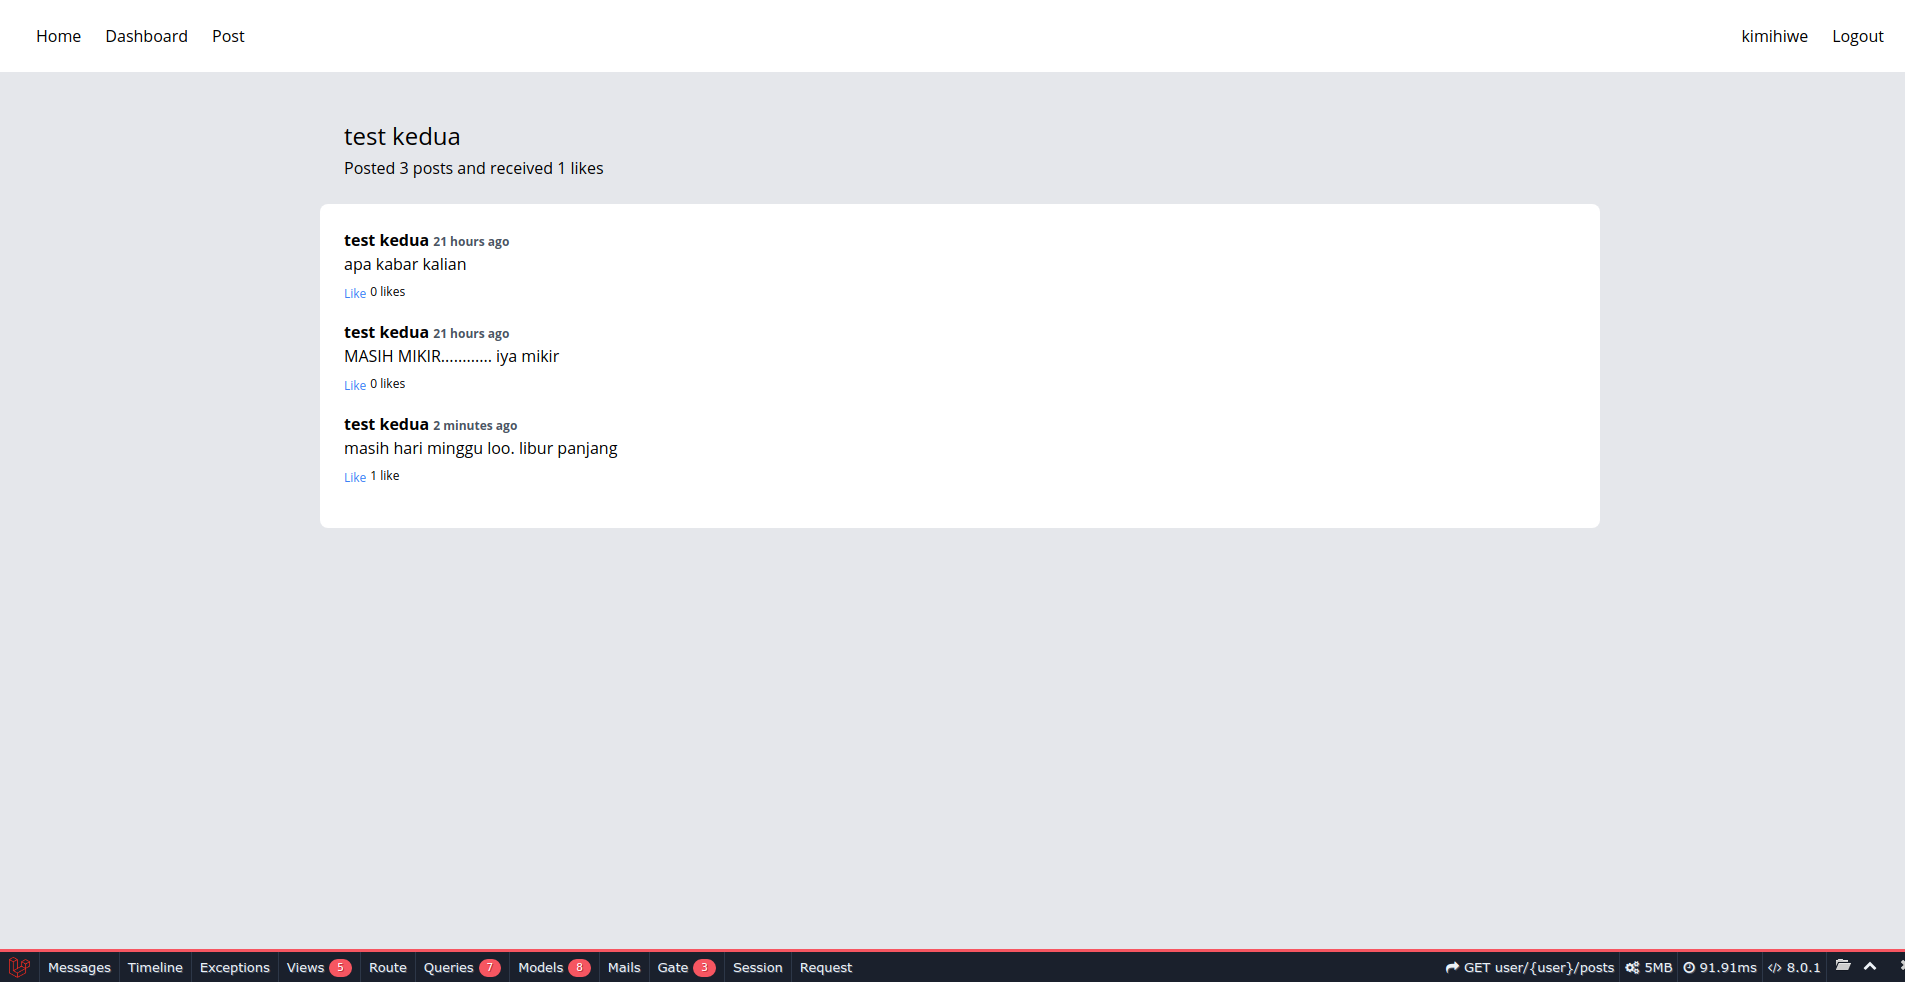 Home Dashboard Post kimihiwe Logout
test kedua
Posted 3 posts and received 1 likes
test kedua 21 hours ago
apa kabar kalian
Like 0 likes
test kedua 21 hours ago
MASIH MIKIR............ iya mikir
Like 0 likes
test kedua 2 minutes ago
masih hari minggu loo. libur panjang
Like 1 like
Messages Timeline Exceptions Views 5 Route Queries 7 Models 8 Mails Gate 3 Session Request GET user/{user}/posts 5MB 91.91ms 8.0.1